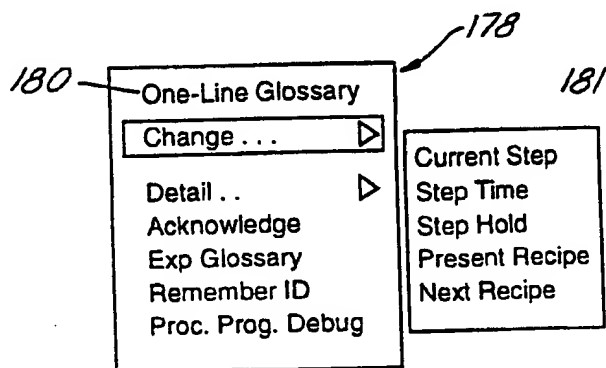 178
180
181
One-Line Glossary
Change . . .
Detail . .
Acknowledge
Exp Glossary
Remember ID
Proc. Prog. Debug
Current Step
Step Time
Step Hold
Present Recipe
Next Recipe